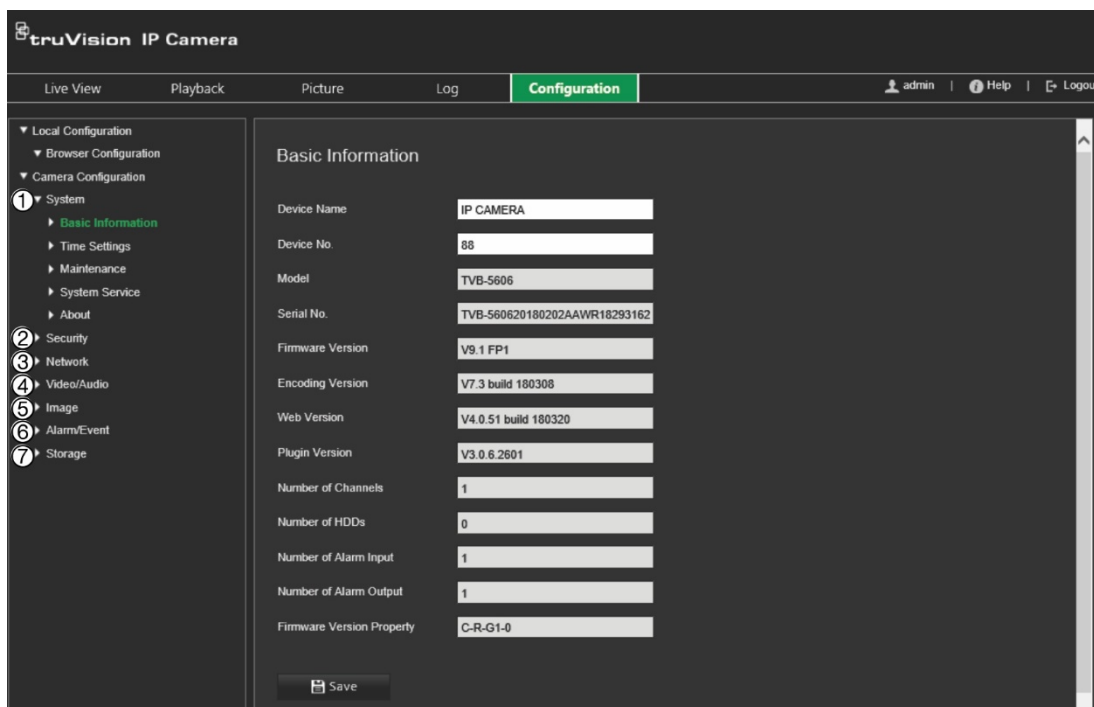 truVision IP Camera
Live View Playback Picture Log Configuration admin | Help | Logou
Local Configuration
Browser Configuration
Camera Configuration
1 System
Basic Information
Time Settings
Maintenance
System Service
About
2 Security
3 Network
4 Video/Audio
5 Image
6 Alarm/Event
7 Storage
Basic Information
Device Name IP CAMERA
Device No. 88
Model TVB-5606
Serial No. TVB-560620180202AAWR18293162
Firmware Version V9.1 FP1
Encoding Version V7.3 build 180308
Web Version V4.0.51 build 180320
Plugin Version V3.0.6.2601
Number of Channels 1
Number of HDDs 0
Number of Alarm Input 1
Number of Alarm Output 1
Firmware Version Property C-R-G1-0
Save